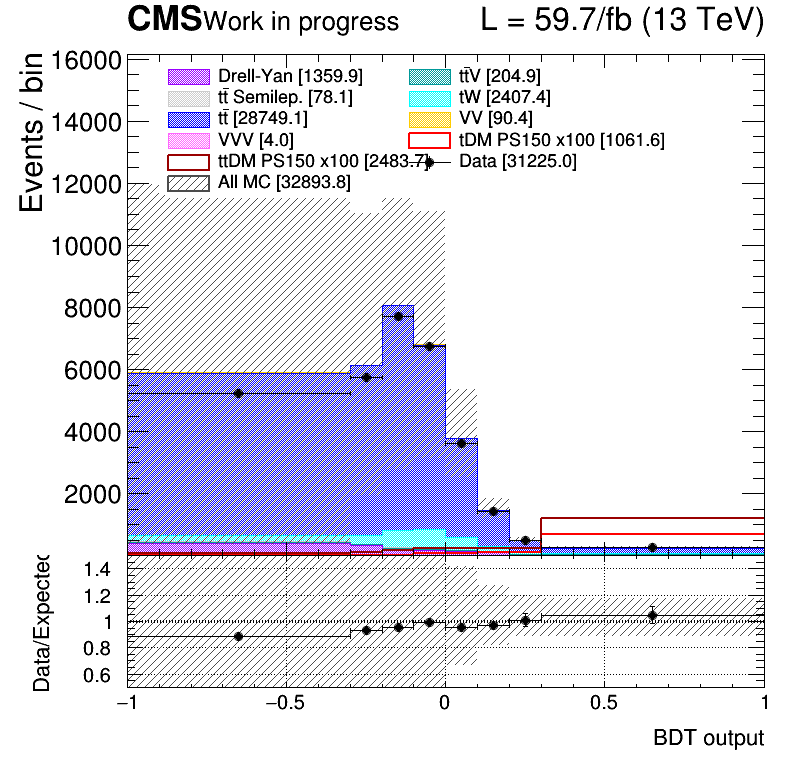 CMS Work in progress L = 59.7/fb (13 TeV)
Events / bin
16000
14000
12000
10000
8000
6000
4000
2000
Drell-Yan [1359.9] tt̄V [204.9]
tt̄ Semilep. [78.1] tW [2407.4]
tt̄ [28749.1] VV [90.4]
VVV [4.0] tDM PS150 x100 [1061.6]
ttDM PS150 x100 [2483.7] Data [31225.0]
All MC [32893.8]
Data/Expected
1.4
1.2
1
0.8
0.6
−1 −0.5 0 0.5 1
BDT output